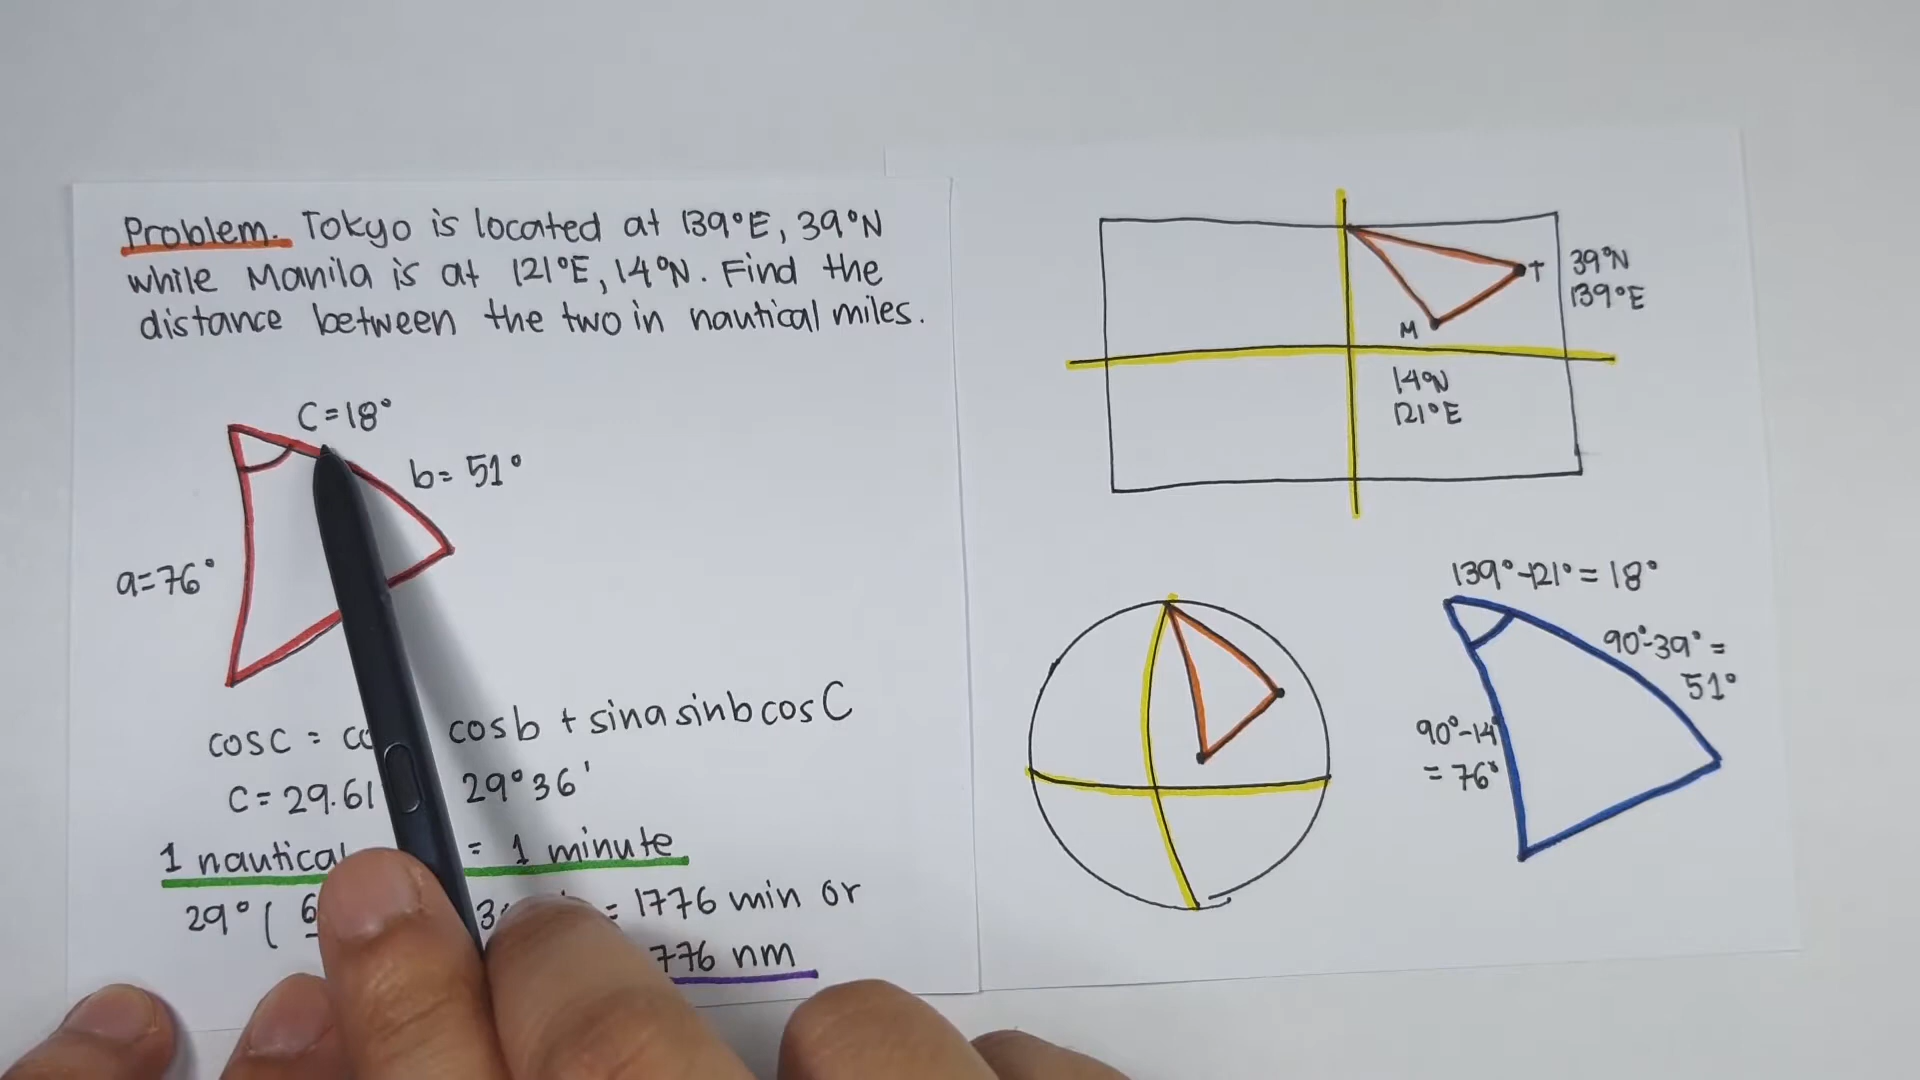 Problem. Tokyo is located at 139°E, 39°N
while Manila is at 121°E, 14°N. Find the
distance between the two in nautical miles.
C=18°
b= 51°
a=76°
cosc = cosb + sina sinb cosC
c= 29.61 29°36'
1 nautical = 1 minute
29° ( = 1776 min or
776 nm
T
39°N
139°E
M
14°N
121°E
139°-121° = 18°
90°-39° =
51°
90°-14°
= 76°